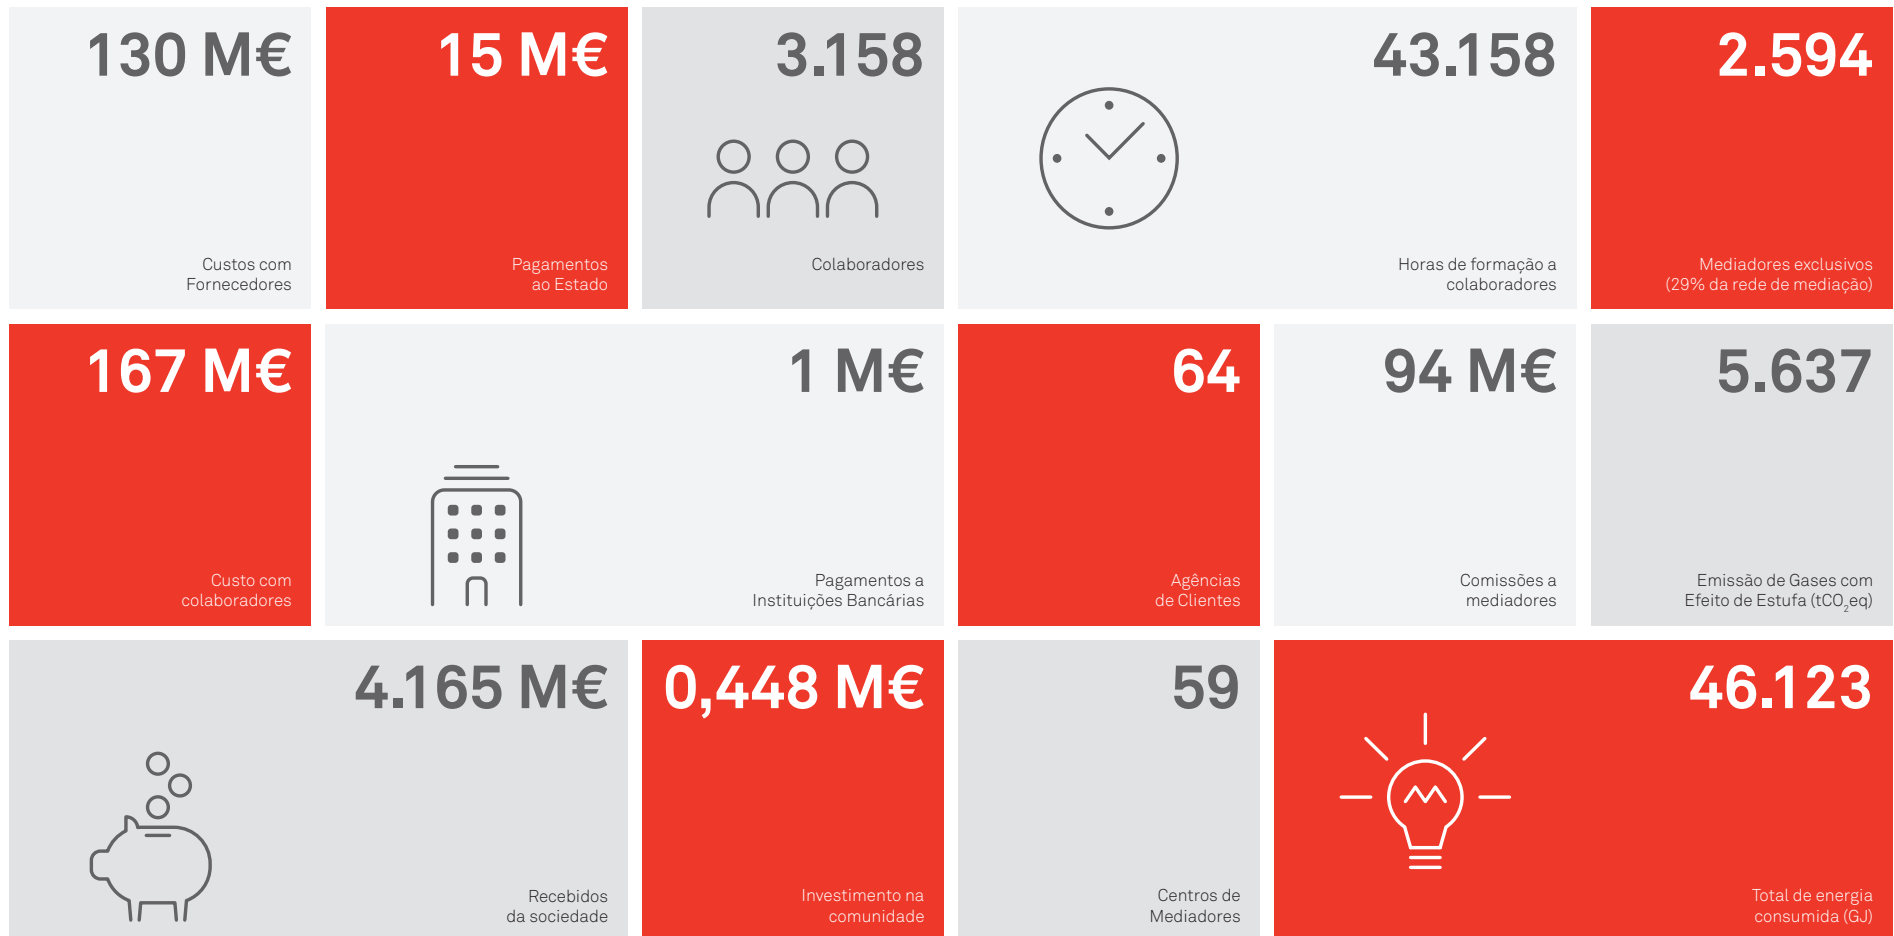 130 M€
Custos com
Fornecedores
15 M€
Pagamentos
ao Estado
3.158
Colaboradores
43.158
Horas de formação a
colaboradores
2.594
Mediadores exclusivos
(29% da rede de mediação)
167 M€
Custo com
colaboradores
1 M€
Pagamentos a
Instituições Bancárias
64
Agências
de Clientes
94 M€
Comissões a
mediadores
5.637
Emissão de Gases com
Efeito de Estufa (tCO₂eq)
4.165 M€
Recebidos
da sociedade
0,448 M€
Investimento na
comunidade
59
Centros de
Mediadores
46.123
Total de energia
consumida (GJ)